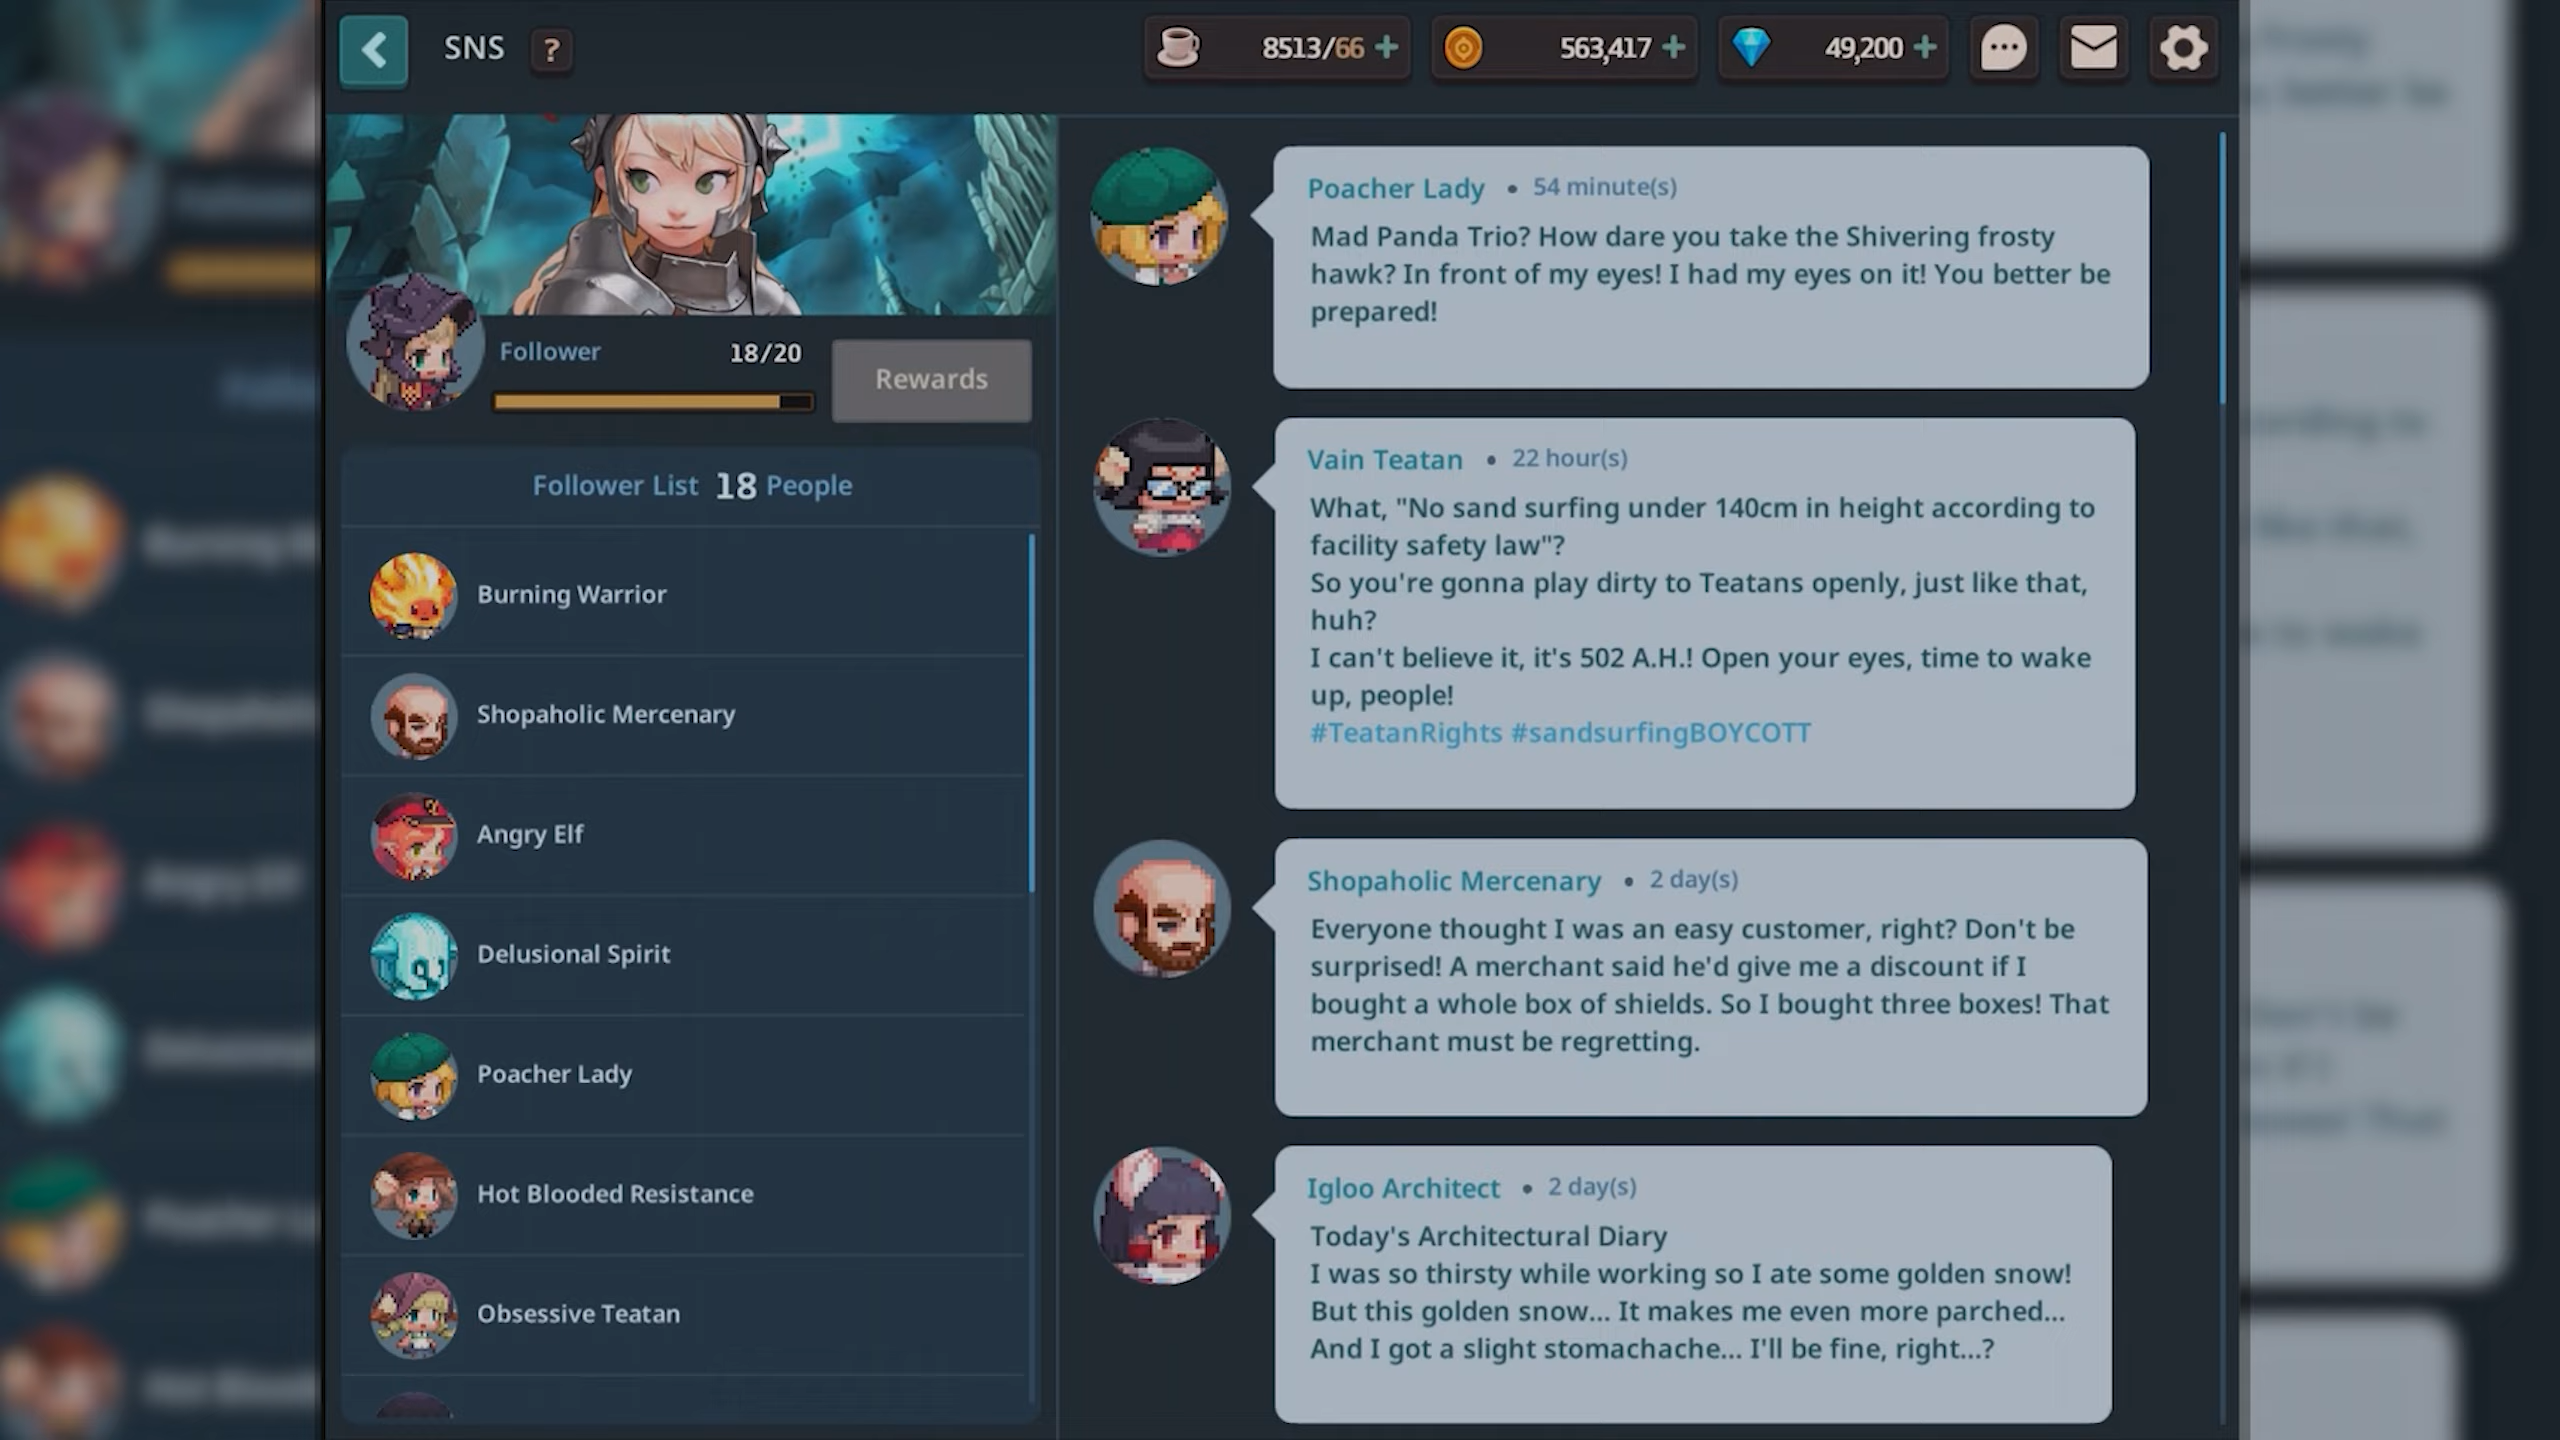 SNS ? 8513/66 563,417 49,200
Follower 18/20 Rewards
Follower List 18 People
Burning Warrior
Shopaholic Mercenary
Angry Elf
Delusional Spirit
Poacher Lady
Hot Blooded Resistance
Obsessive Teatan
Poacher Lady • 54 minute(s)
Mad Panda Trio? How dare you take the Shivering frosty
hawk? In front of my eyes! I had my eyes on it! You better be
prepared!
Vain Teatan • 22 hour(s)
What, "No sand surfing under 140cm in height according to
facility safety law"?
So you're gonna play dirty to Teatans openly, just like that,
huh?
I can't believe it, it's 502 A.H.! Open your eyes, time to wake
up, people!
#TeatanRights #sandsurfingBOYCOTT
Shopaholic Mercenary • 2 day(s)
Everyone thought I was an easy customer, right? Don't be
surprised! A merchant said he'd give me a discount if I
bought a whole box of shields. So I bought three boxes! That
merchant must be regretting.
Igloo Architect • 2 day(s)
Today's Architectural Diary
I was so thirsty while working so I ate some golden snow!
But this golden snow... It makes me even more parched...
And I got a slight stomachache... I'll be fine, right...?